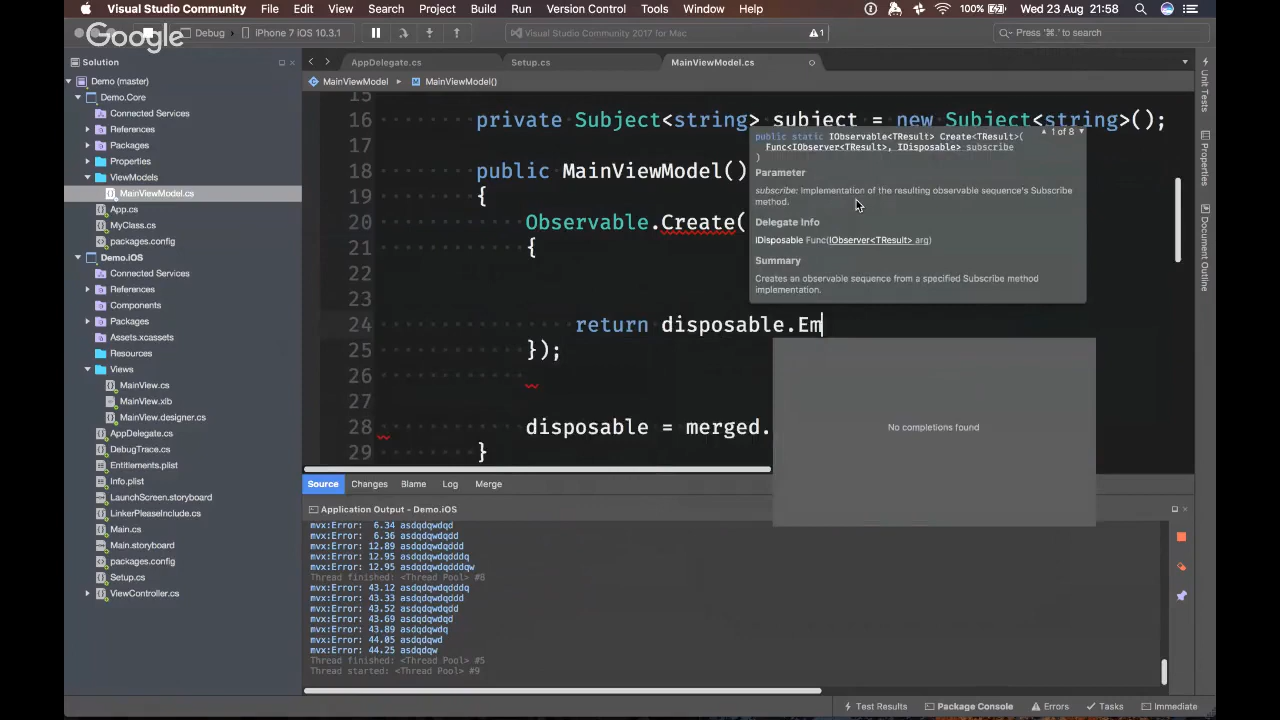 Visual Studio Community File Edit View Search Project Build Run Version Control Tools Window Help 100% Wed 23 Aug 21:58
Google
Debug iPhone 7 iOS 10.3.1 Visual Studio Community 2017 for Mac 1 Press '⌘.' to search
Solution
AppDelegate.cs Setup.cs MainViewModel.cs
MainViewModel MainViewModel()
Demo (master)
Demo.Core
Connected Services
References
Packages
Properties
ViewModels
MainViewModel.cs
App.cs
MyClass.cs
packages.config
Demo.iOS
Connected Services
References
Components
Packages
Assets.xcassets
Resources
Views
MainView.cs
MainView.xib
MainView.designer.cs
AppDelegate.cs
DebugTrace.cs
Entitlements.plist
Info.plist
LaunchScreen.storyboard
LinkerPleaseInclude.cs
Main.cs
Main.storyboard
packages.config
Setup.cs
ViewController.cs
15
16 private Subject<string> subject = new Subject<string>();
18 public MainViewModel()
19 {
20 Observable.Create(
21 {
22
23
24 return disposable.Em
25 });
26
27
28 disposable = merged.
29 }
public static IObservable<TResult> Create<TResult>(
Func<IObserver<TResult>, IDisposable> subscribe
)
1 of 8
Parameter
subscribe: Implementation of the resulting observable sequence's Subscribe
method.
Delegate Info
IDisposable Func(IObserver<TResult> arg)
Summary
Creates an observable sequence from a specified Subscribe method
implementation.
No completions found
Source Changes Blame Log Merge
Application Output - Demo.iOS
mvx:Error: 6.34 asdqdqwdqd
mvx:Error: 6.36 asdqdqwdqdd
mvx:Error: 12.89 asdqdqwdqddd
mvx:Error: 12.95 asdqdqwdqdddq
mvx:Error: 12.95 asdqdqwdqdddqw
Thread finished: <Thread Pool> #8
mvx:Error: 43.12 asdqdqwdqdddq
mvx:Error: 43.33 asdqdqwdqddd
mvx:Error: 43.52 asdqdqwdqdd
mvx:Error: 43.69 asdqdqwdqd
mvx:Error: 43.89 asdqdqwdq
mvx:Error: 44.05 asdqdqwd
mvx:Error: 44.25 asdqdqw
Thread finished: <Thread Pool> #5
Thread started: <Thread Pool> #9
Unit Tests
Properties
Document Outline
Test Results Package Console Errors Tasks Immediate